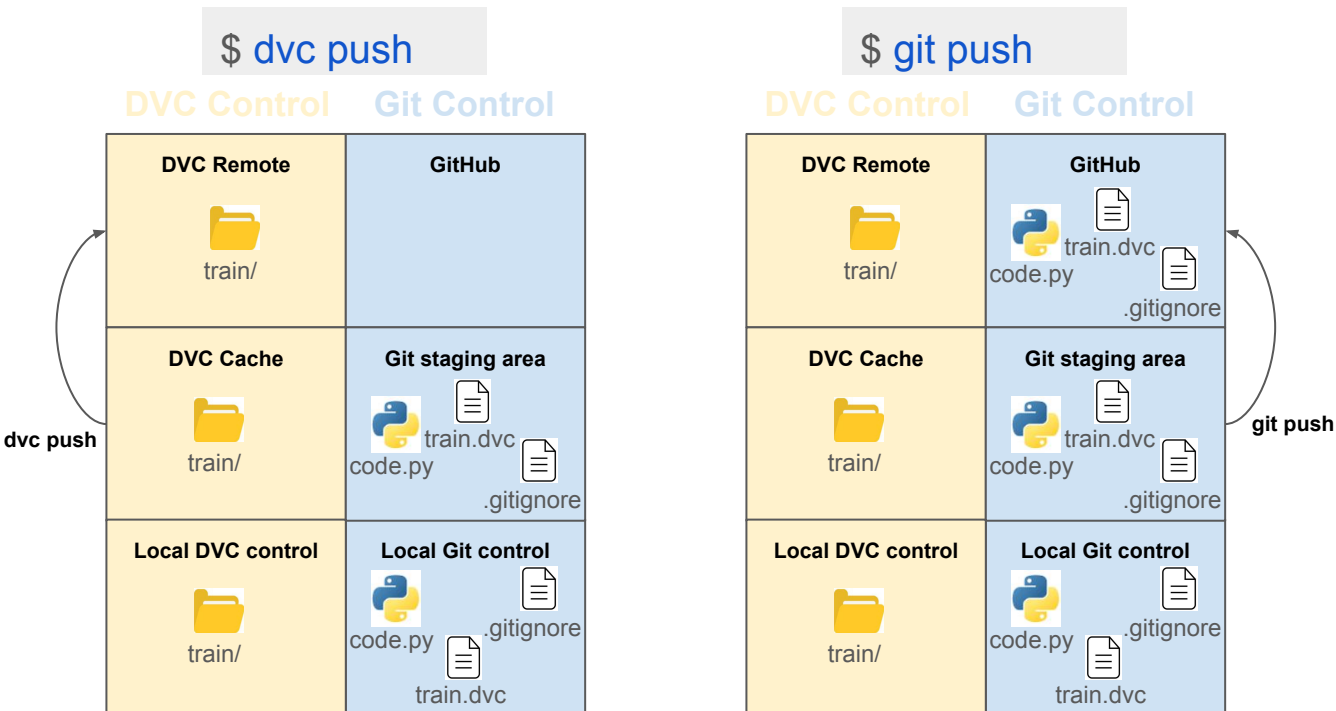 $ dvc push
DVC Control Git Control
DVC Remote
GitHub
train/
DVC Cache
Git staging area
train/
code.py
train.dvc
.gitignore
dvc push
Local DVC control
Local Git control
train/
code.py
.gitignore
train.dvc
$ git push
DVC Control Git Control
DVC Remote
GitHub
train/
code.py
train.dvc
.gitignore
DVC Cache
Git staging area
train/
code.py
train.dvc
.gitignore
git push
Local DVC control
Local Git control
train/
code.py
.gitignore
train.dvc